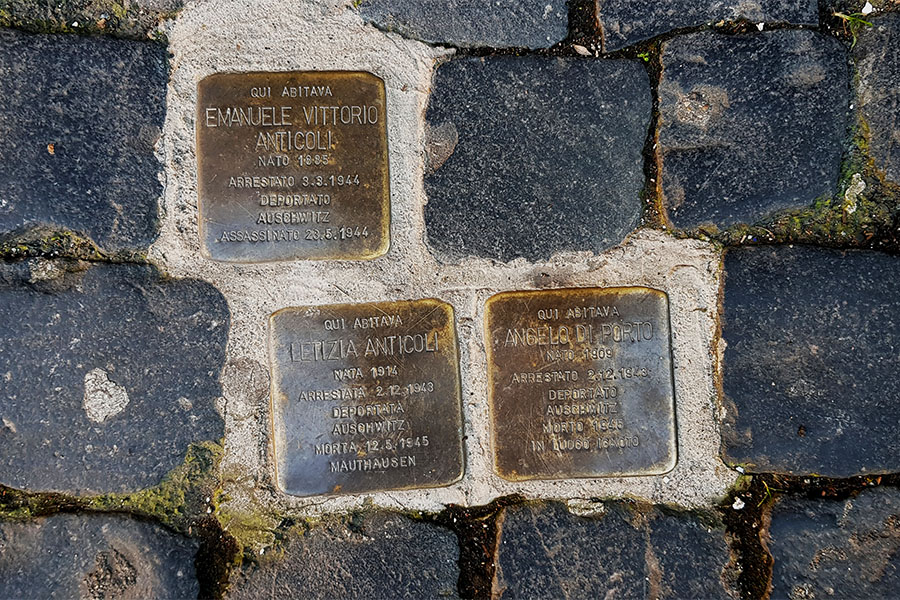 QUI ABITAVA
EMANUELE VITTORIO
ANTICOLI
NATO 1885
ARRESTATO 9.9.1944
DEPORTATO
AUSCHWITZ
ASSASSINATO 23.5.1944
QUI ABITAVA
LETIZIA ANTICOLI
NATA 1914
ARRESTATA 2.12.1943
DEPORTATA
AUSCHWITZ
MORTA 12.5.1945
MAUTHAUSEN
QUI ABITAVA
ANGELO DI PORTO
NATO 1909
ARRESTATO 2.12.1943
DEPORTATO
AUSCHWITZ
MORTO 1945
IN LUOGO IGNOTO